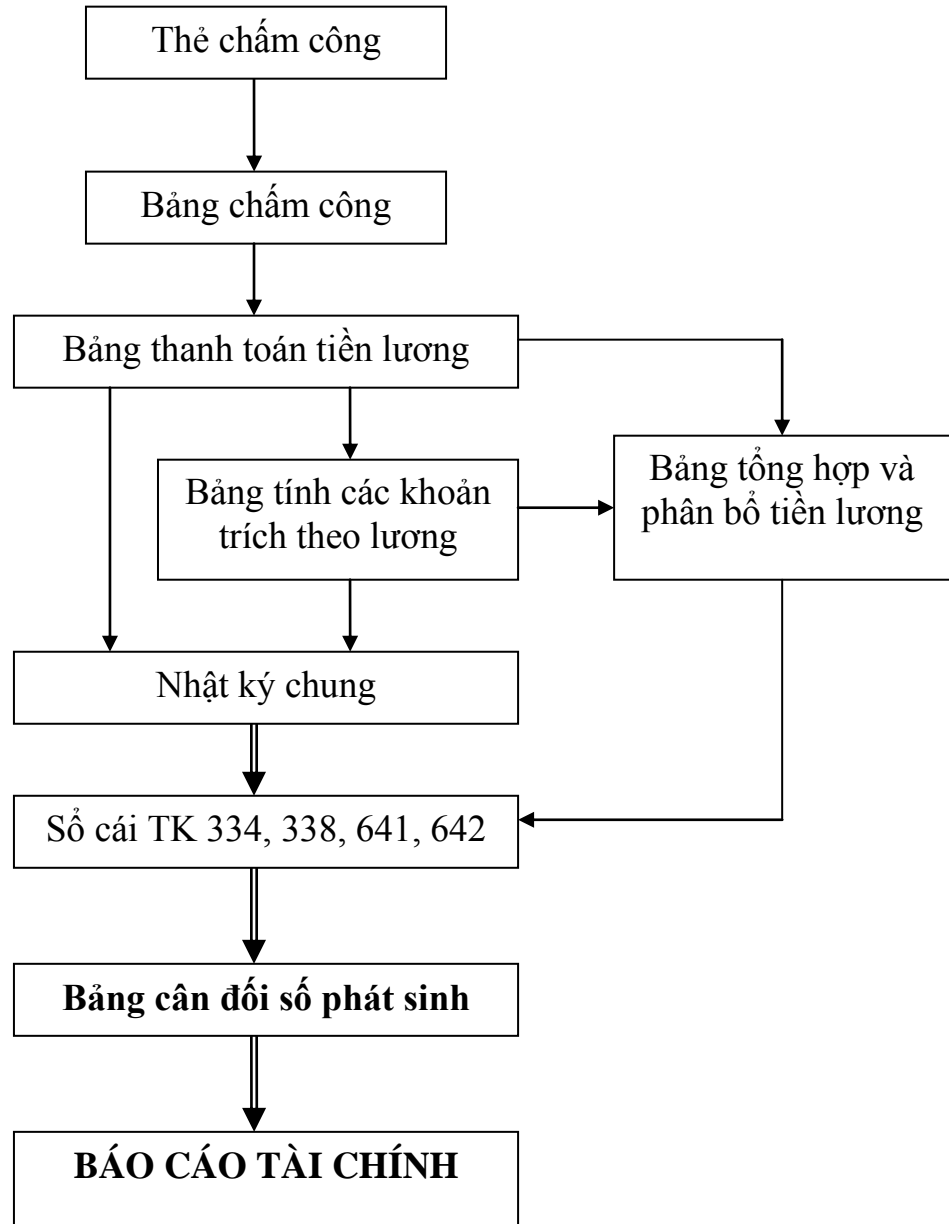 Thẻ chấm công
Bảng chấm công
Bảng thanh toán tiền lương
Bảng tính các khoản
trích theo lương
Bảng tổng hợp và
phân bổ tiền lương
Nhật ký chung
Sổ cái TK 334, 338, 641, 642
Bảng cân đối số phát sinh
BÁO CÁO TÀI CHÍNH